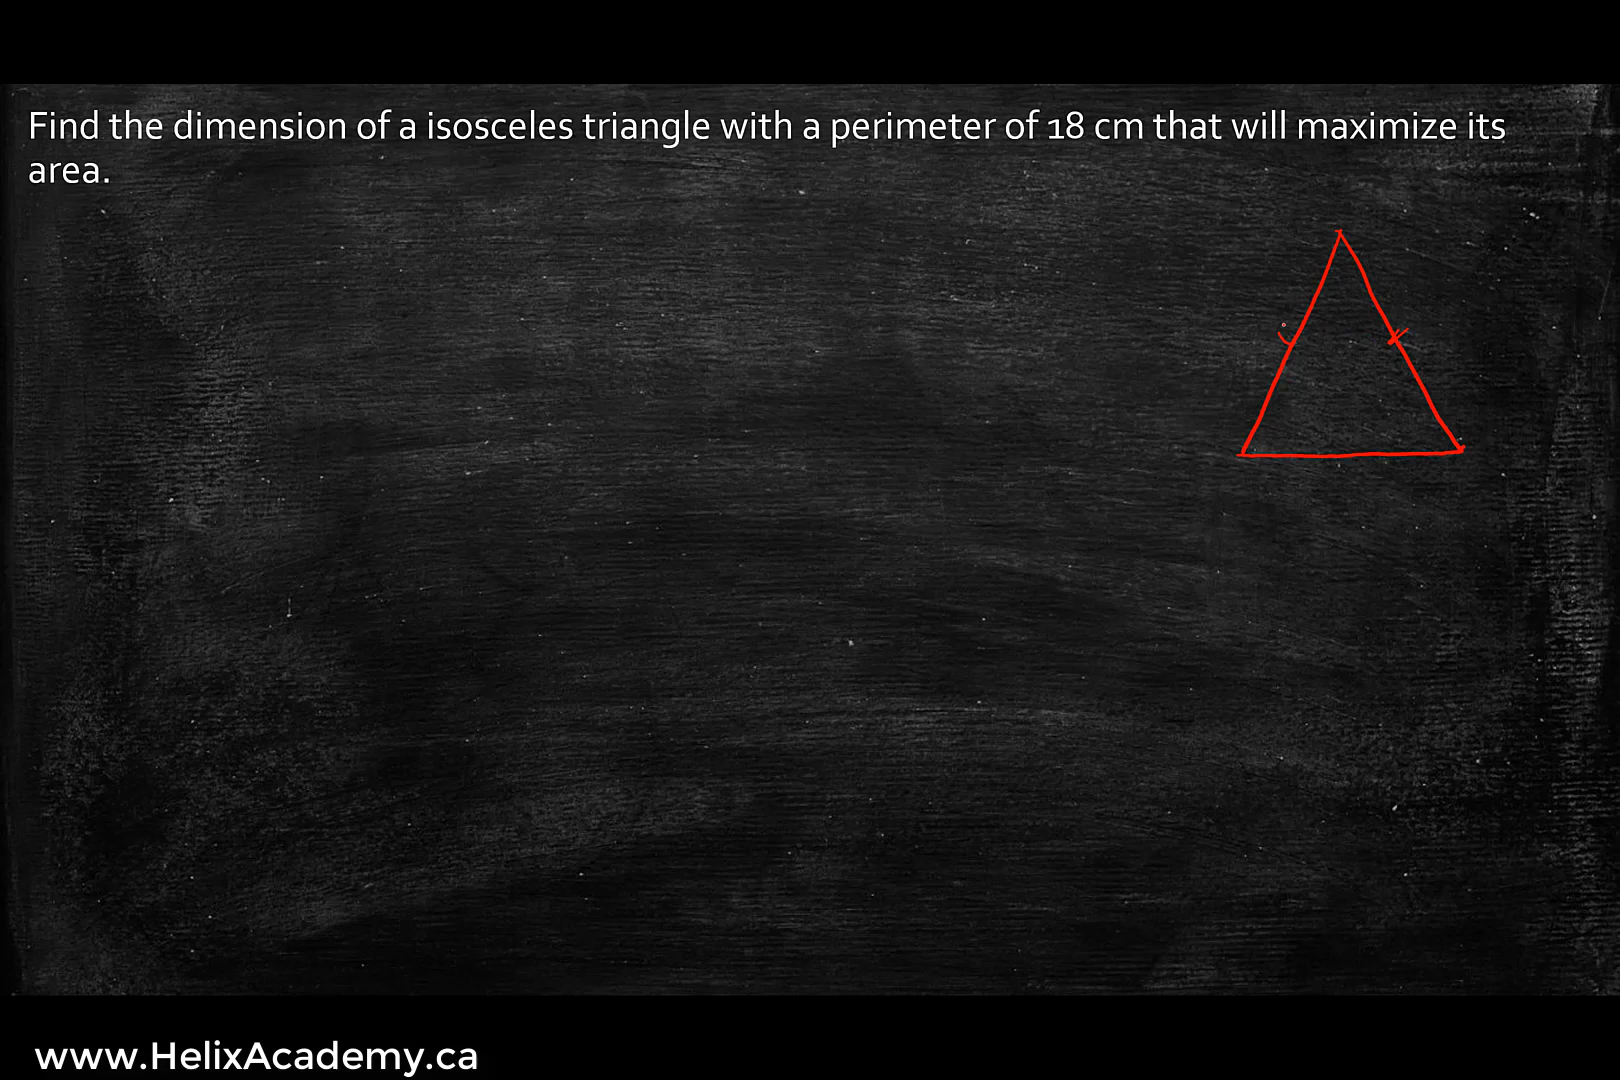 Find the dimension of a isosceles triangle with a perimeter of 18 cm that will maximize its
area.
www.HelixAcademy.ca